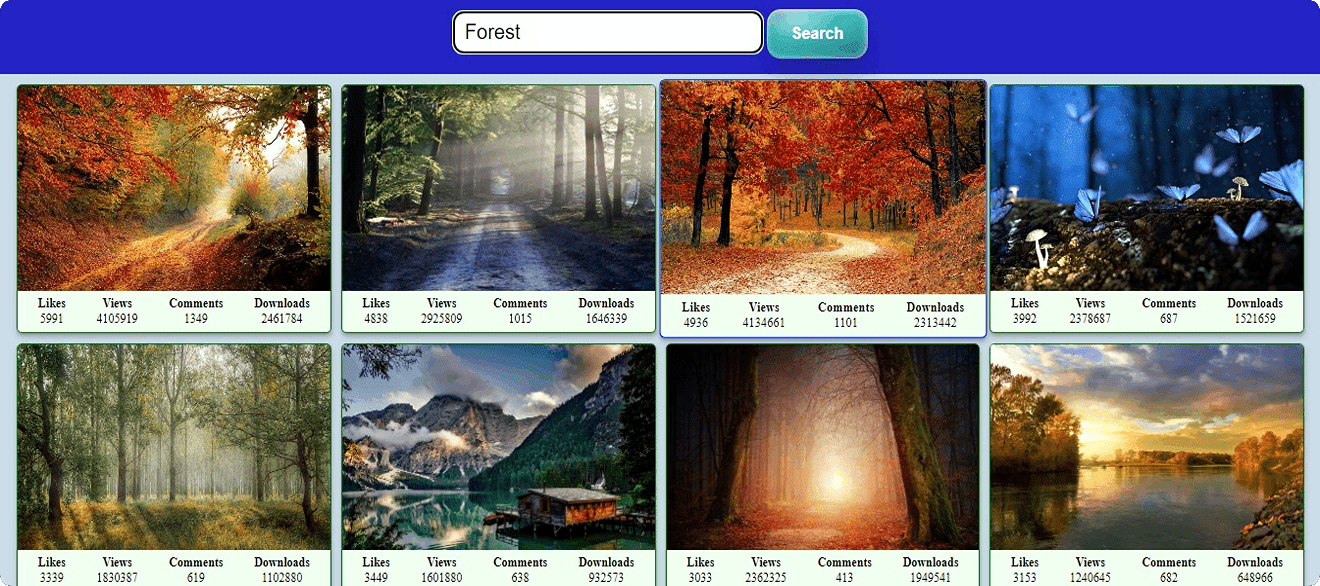 Forest
Search
Likes Views Comments Downloads
5991 4105919 1349 2461784
Likes Views Comments Downloads
4838 2925809 1015 1646339
Likes Views Comments Downloads
4936 4134661 1101 2313442
Likes Views Comments Downloads
3992 2378687 687 1521659
Likes Views Comments Downloads
3339 1830387 619 1102880
Likes Views Comments Downloads
3449 1601880 638 932573
Likes Views Comments Downloads
3033 2362325 413 1949541
Likes Views Comments Downloads
3153 1240645 682 648966